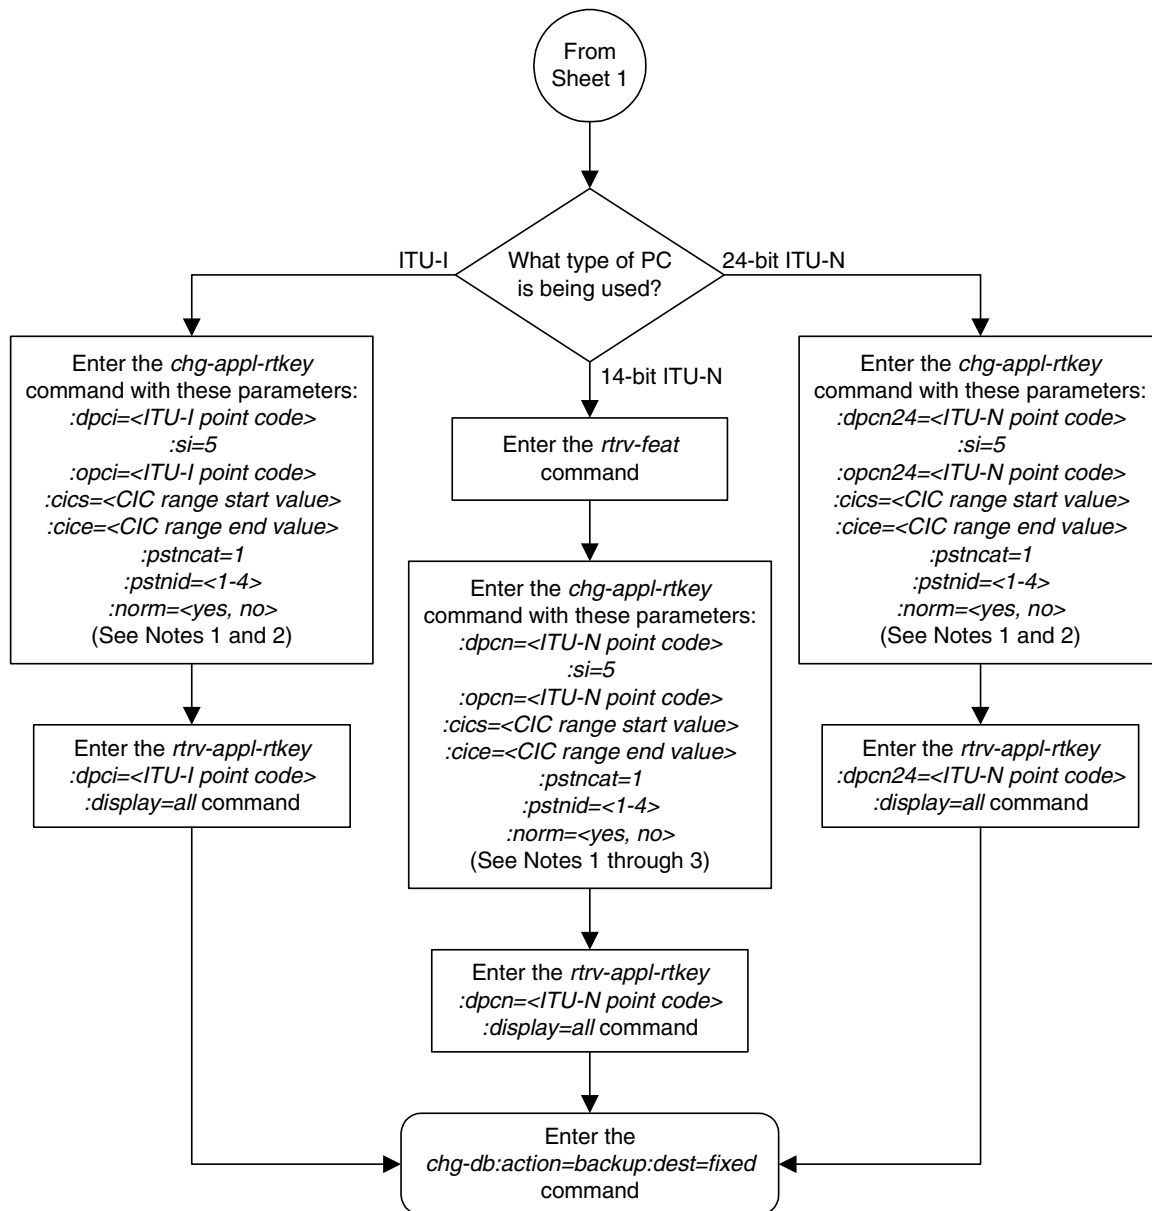 From
Sheet 1
What type of PC
is being used?
ITU-I
24-bit ITU-N
14-bit ITU-N
Enter the chg-appl-rtkey
command with these parameters:
:dpci=<ITU-I point code>
:si=5
:opci=<ITU-I point code>
:cics=<CIC range start value>
:cice=<CIC range end value>
:pstncat=1
:pstnid=<1-4>
:norm=<yes, no>
(See Notes 1 and 2)
Enter the rtrv-appl-rtkey
:dpci=<ITU-I point code>
:display=all command
Enter the rtrv-feat
command
Enter the chg-appl-rtkey
command with these parameters:
:dpcn=<ITU-N point code>
:si=5
:opcn=<ITU-N point code>
:cics=<CIC range start value>
:cice=<CIC range end value>
:pstncat=1
:pstnid=<1-4>
:norm=<yes, no>
(See Notes 1 through 3)
Enter the rtrv-appl-rtkey
:dpcn=<ITU-N point code>
:display=all command
Enter the chg-appl-rtkey
command with these parameters:
:dpcn24=<ITU-N point code>
:si=5
:opcn24=<ITU-N point code>
:cics=<CIC range start value>
:cice=<CIC range end value>
:pstncat=1
:pstnid=<1-4>
:norm=<yes, no>
(See Notes 1 and 2)
Enter the rtrv-appl-rtkey
:dpcn24=<ITU-N point code>
:display=all command
Enter the
chg-db:action=backup:dest=fixed
command